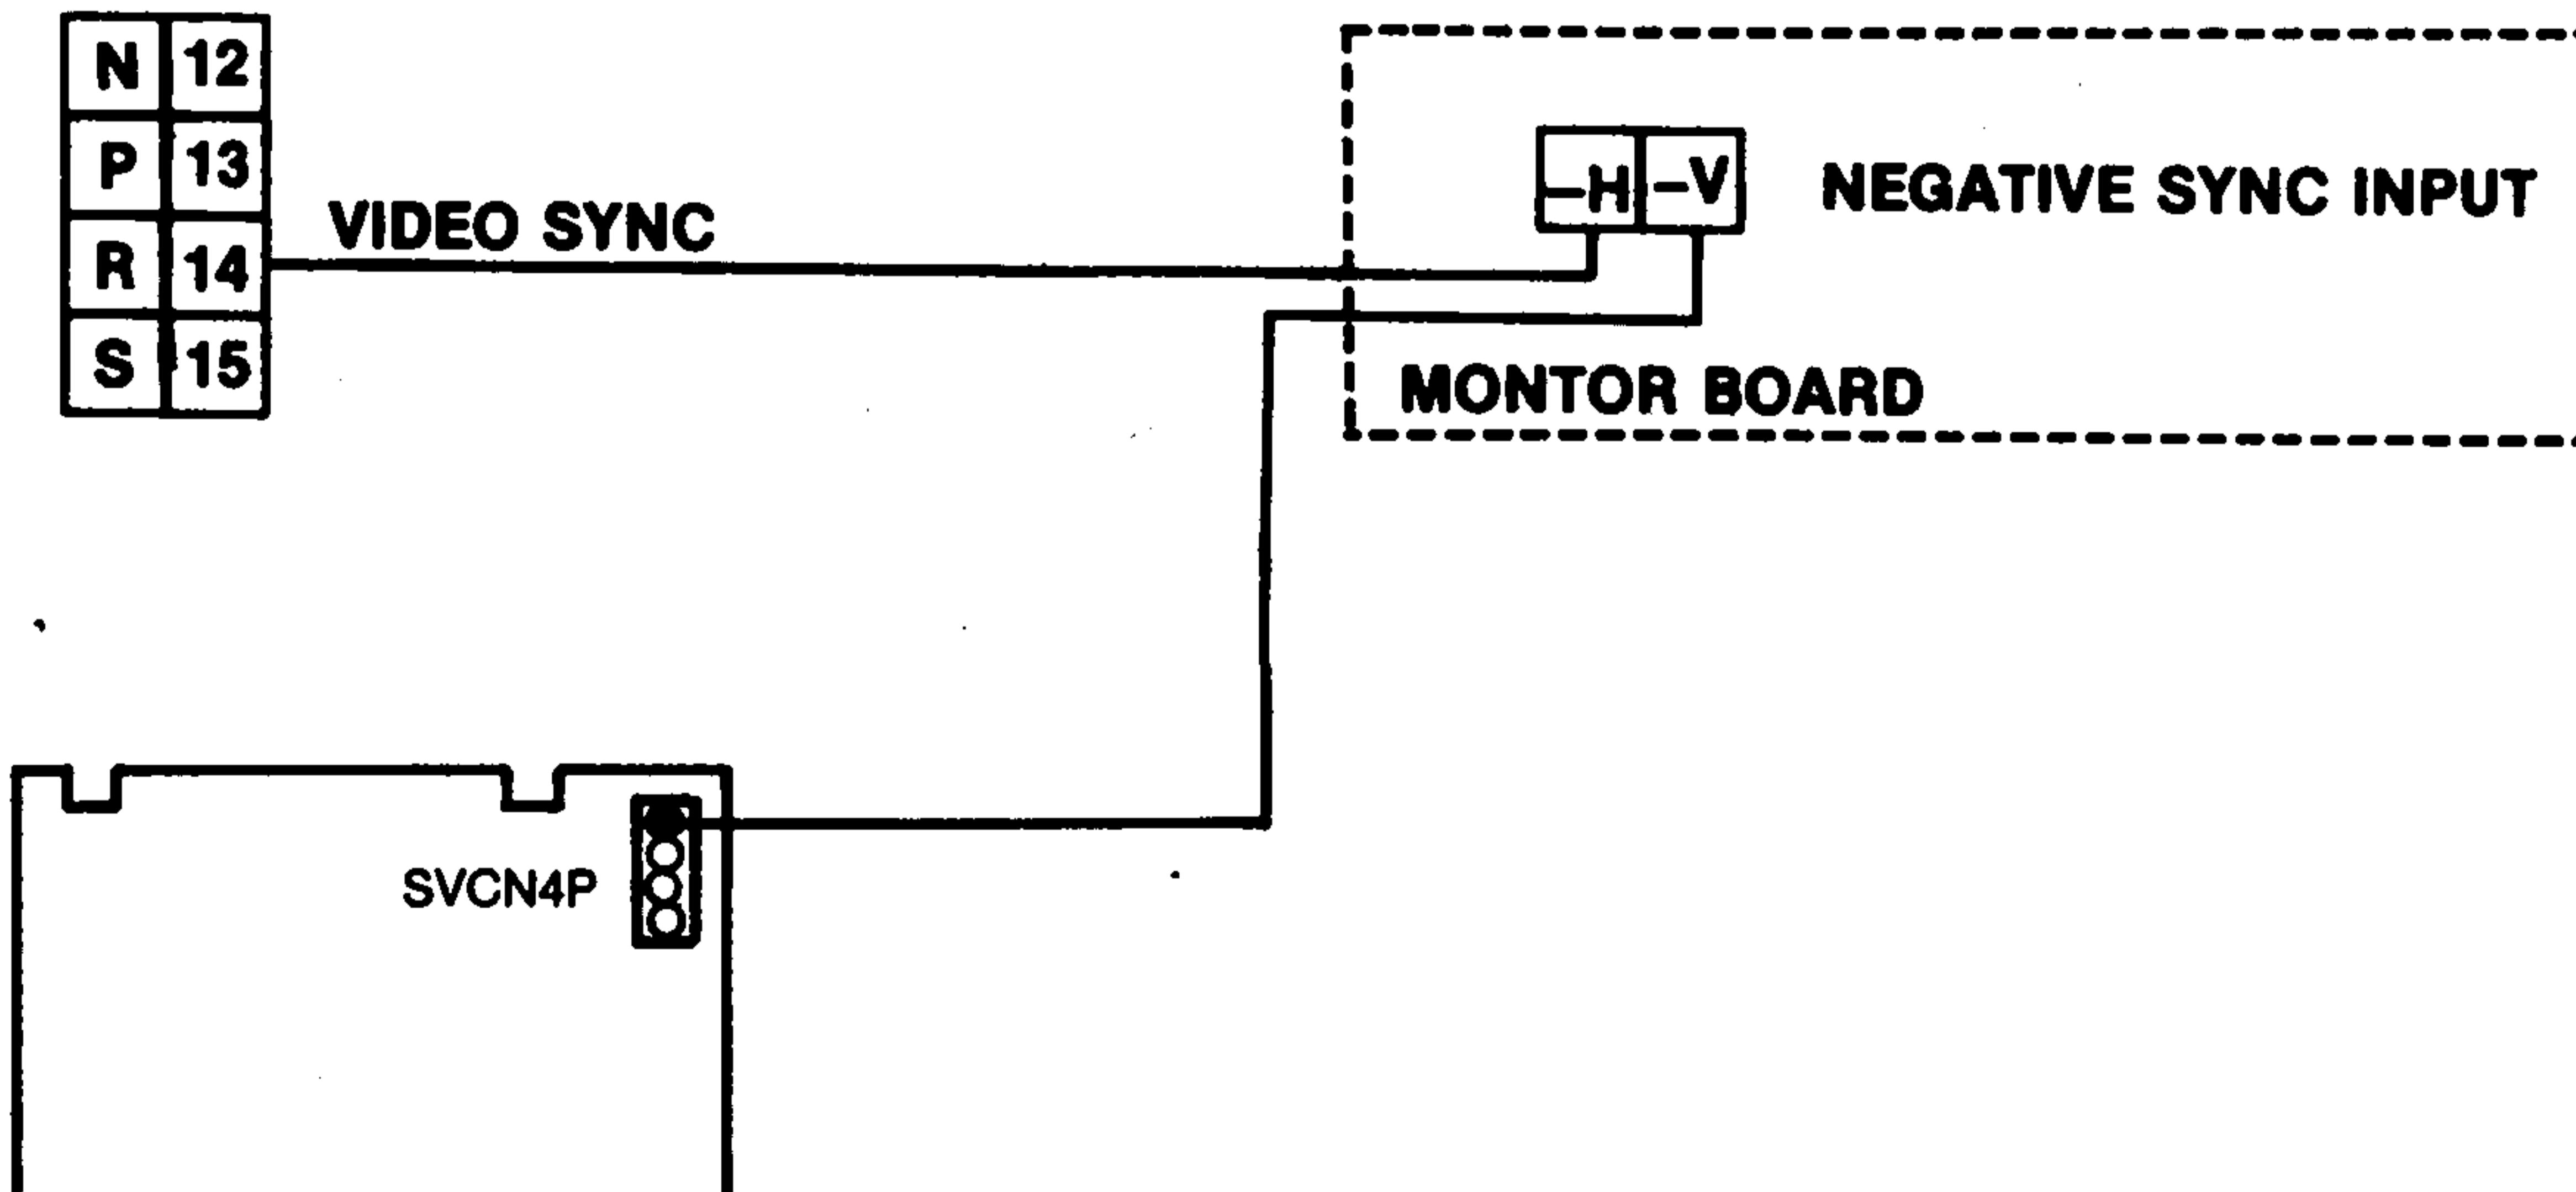 N 12
P 13
R 14
S 15
VIDEO SYNC
–H –V
NEGATIVE SYNC INPUT
MONTOR BOARD
SVCN4P